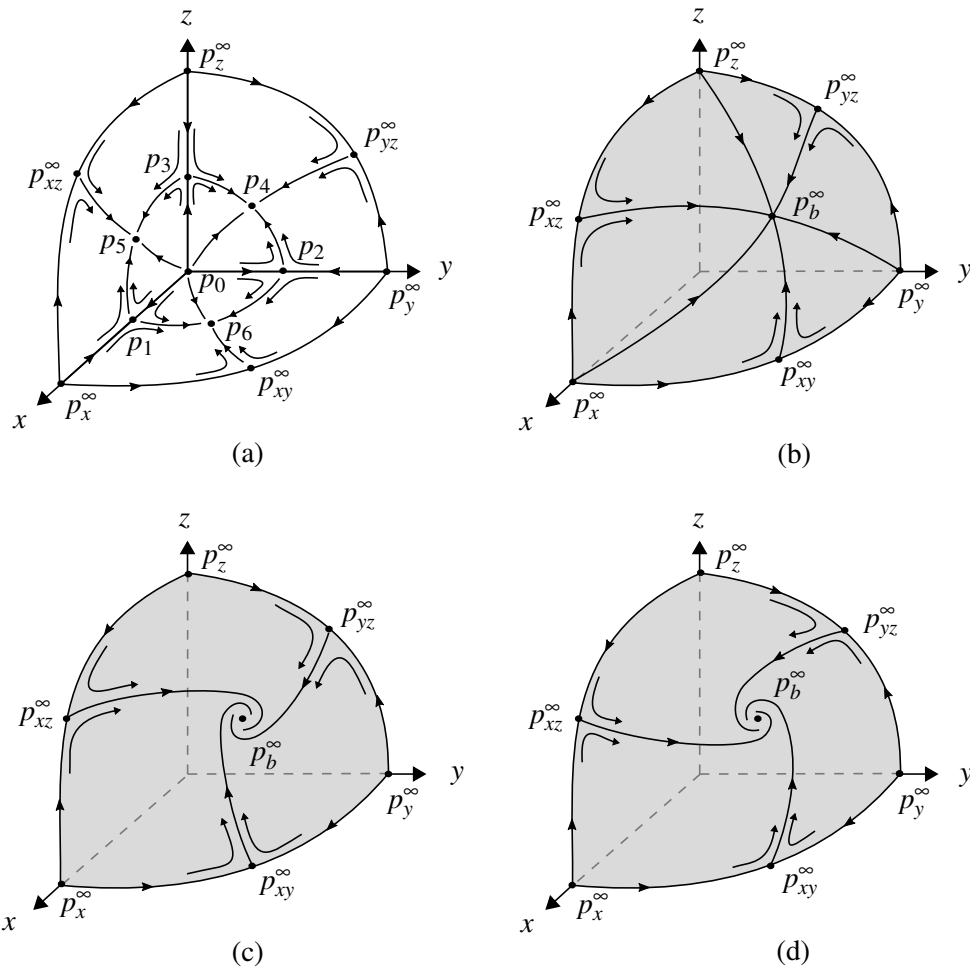 z
z
p_z^∞
p_z^∞
p_yz^∞
p_yz^∞
p_3
p_4
p_xz^∞
p_xz^∞
p_b^∞
p_5
p_2
p_0
y
y
p_y^∞
p_y^∞
p_1
p_6
p_xy^∞
p_xy^∞
p_x^∞
p_x^∞
x
x
(a)
(b)
z
z
p_z^∞
p_z^∞
p_yz^∞
p_yz^∞
p_b^∞
p_xz^∞
p_xz^∞
p_b^∞
y
y
p_y^∞
p_y^∞
p_xy^∞
p_xy^∞
p_x^∞
p_x^∞
x
x
(c)
(d)